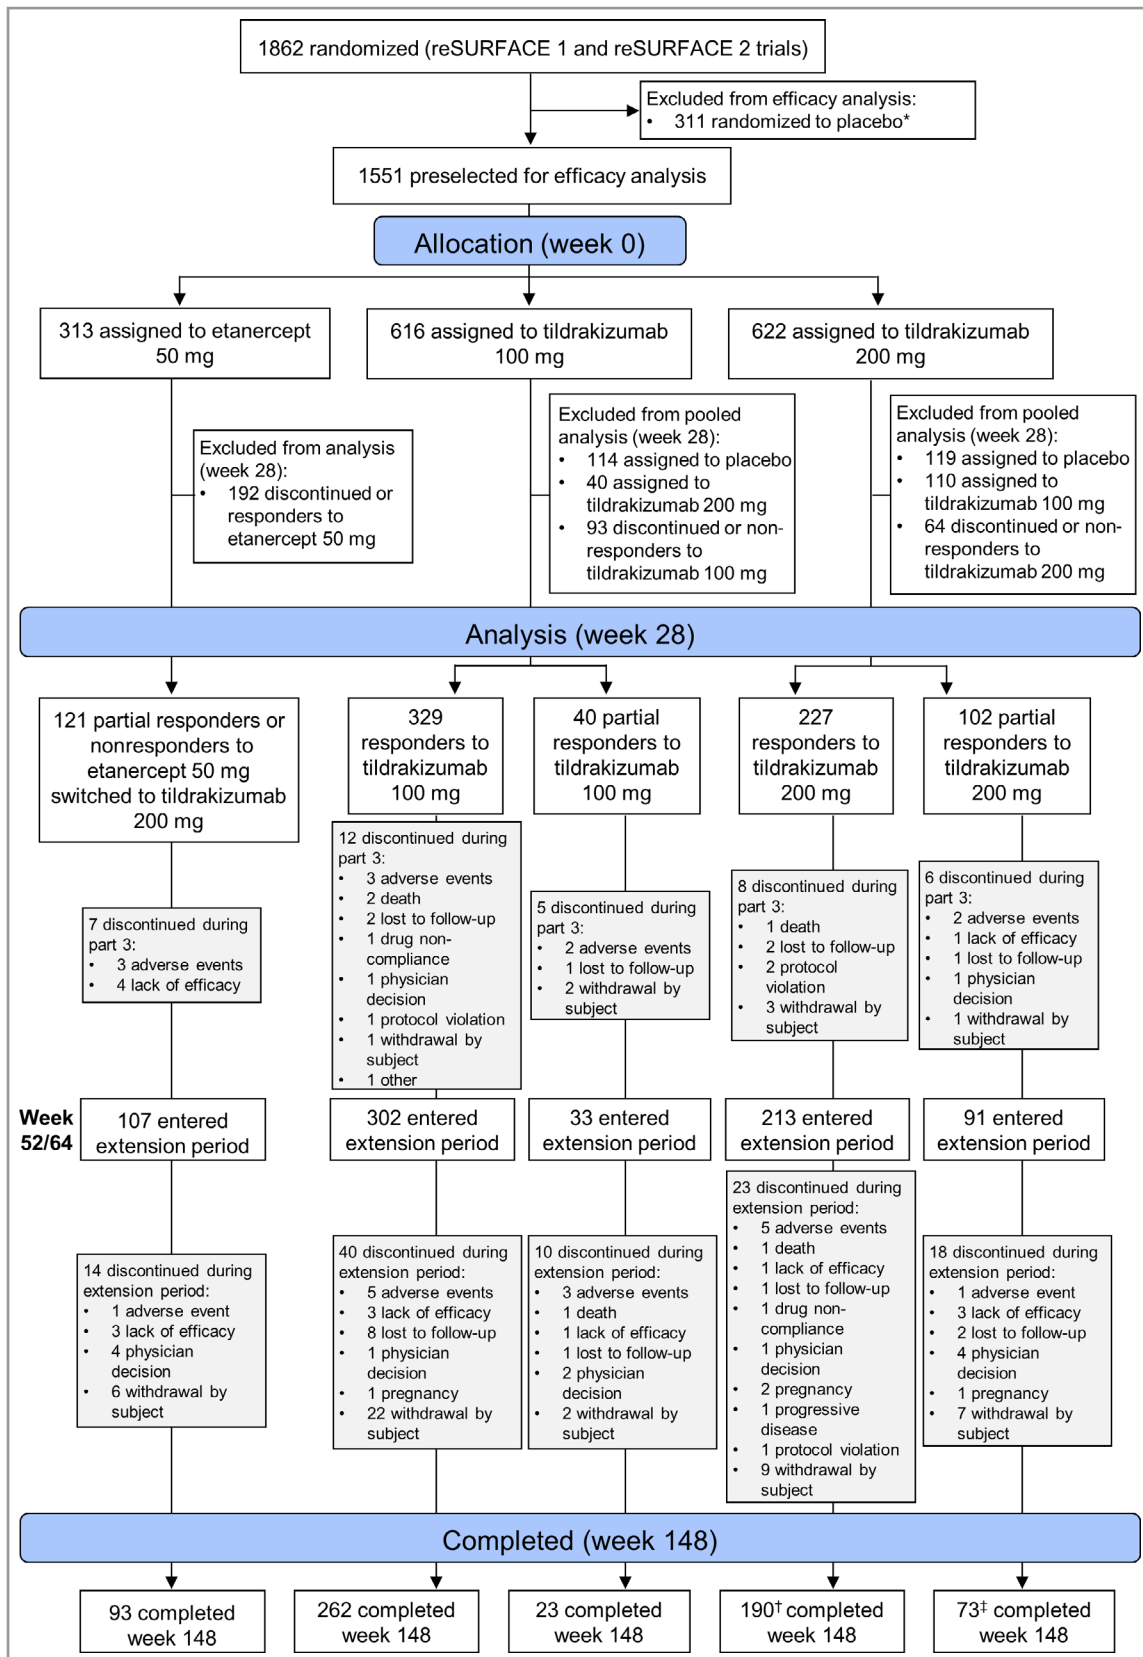 1862 randomized (reSURFACE 1 and reSURFACE 2 trials)
Excluded from efficacy analysis:
• 311 randomized to placebo*
1551 preselected for efficacy analysis
Allocation (week 0)
313 assigned to etanercept
50 mg
616 assigned to tildrakizumab
100 mg
622 assigned to tildrakizumab
200 mg
Excluded from analysis
(week 28):
• 192 discontinued or
responders to
etanercept 50 mg
Excluded from pooled
analysis (week 28):
• 114 assigned to placebo
• 40 assigned to
tildrakizumab 200 mg
• 93 discontinued or non-
responders to
tildrakizumab 100 mg
Excluded from pooled
analysis (week 28):
• 119 assigned to placebo
• 110 assigned to
tildrakizumab 100 mg
• 64 discontinued or non-
responders to
tildrakizumab 200 mg
Analysis (week 28)
121 partial responders or
nonresponders to
etanercept 50 mg
switched to tildrakizumab
200 mg
329
responders to
tildrakizumab
100 mg
40 partial
responders to
tildrakizumab
100 mg
227
responders to
tildrakizumab
200 mg
102 partial
responders to
tildrakizumab
200 mg
7 discontinued during
part 3:
• 3 adverse events
• 4 lack of efficacy
12 discontinued during
part 3:
• 3 adverse events
• 2 death
• 2 lost to follow-up
• 1 drug non-
compliance
• 1 physician
decision
• 1 protocol violation
• 1 withdrawal by
subject
• 1 other
5 discontinued during
part 3:
• 2 adverse events
• 1 lost to follow-up
• 2 withdrawal by
subject
8 discontinued during
part 3:
• 1 death
• 2 lost to follow-up
• 2 protocol
violation
• 3 withdrawal by
subject
6 discontinued during
part 3:
• 2 adverse events
• 1 lack of efficacy
• 1 lost to follow-up
• 1 physician
decision
• 1 withdrawal by
subject
Week
52/64
107 entered
extension period
302 entered
extension period
33 entered
extension period
213 entered
extension period
91 entered
extension period
14 discontinued during
extension period:
• 1 adverse event
• 3 lack of efficacy
• 4 physician
decision
• 6 withdrawal by
subject
40 discontinued during
extension period:
• 5 adverse events
• 3 lack of efficacy
• 8 lost to follow-up
• 1 physician
decision
• 1 pregnancy
• 22 withdrawal by
subject
10 discontinued during
extension period:
• 3 adverse events
• 1 death
• 1 lack of efficacy
• 1 lost to follow-up
• 2 physician
decision
• 2 withdrawal by
subject
23 discontinued during
extension period:
• 5 adverse events
• 1 death
• 1 lack of efficacy
• 1 lost to follow-up
• 1 drug non-
compliance
• 1 physician
decision
• 2 pregnancy
• 1 progressive
disease
• 1 protocol violation
• 9 withdrawal by
subject
18 discontinued during
extension period:
• 1 adverse event
• 3 lack of efficacy
• 2 lost to follow-up
• 4 physician
decision
• 1 pregnancy
• 7 withdrawal by
subject
Completed (week 148)
93 completed
week 148
262 completed
week 148
23 completed
week 148
190† completed
week 148
73‡ completed
week 148